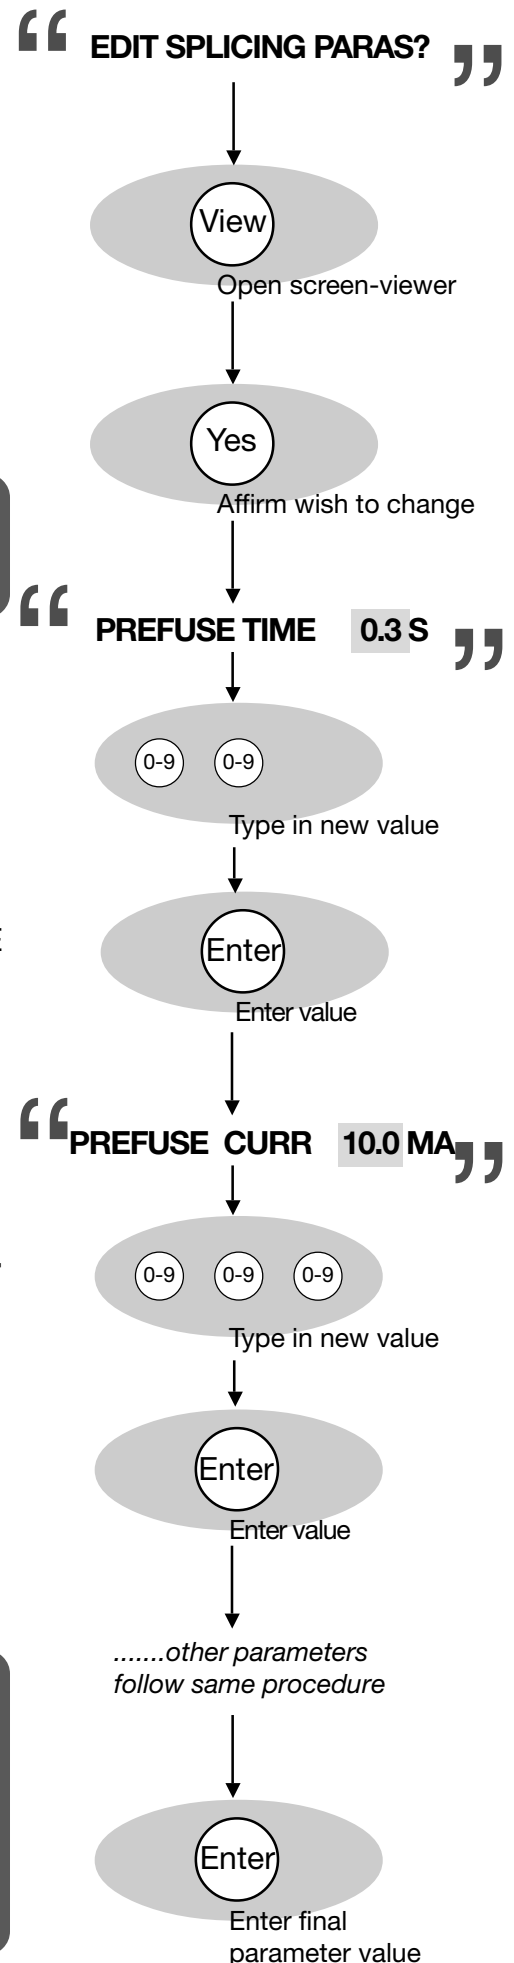 “ EDIT SPLICING PARAS? ”
View
Open screen-viewer
Yes
Affirm wish to change
“ PREFUSE TIME 0.3 S ”
0-9 0-9
Type in new value
Enter
Enter value
“ PREFUSE CURR 10.0 MA ”
0-9 0-9 0-9
Type in new value
Enter
Enter value
.......other parameters
follow same procedure
Enter
Enter final
parameter value